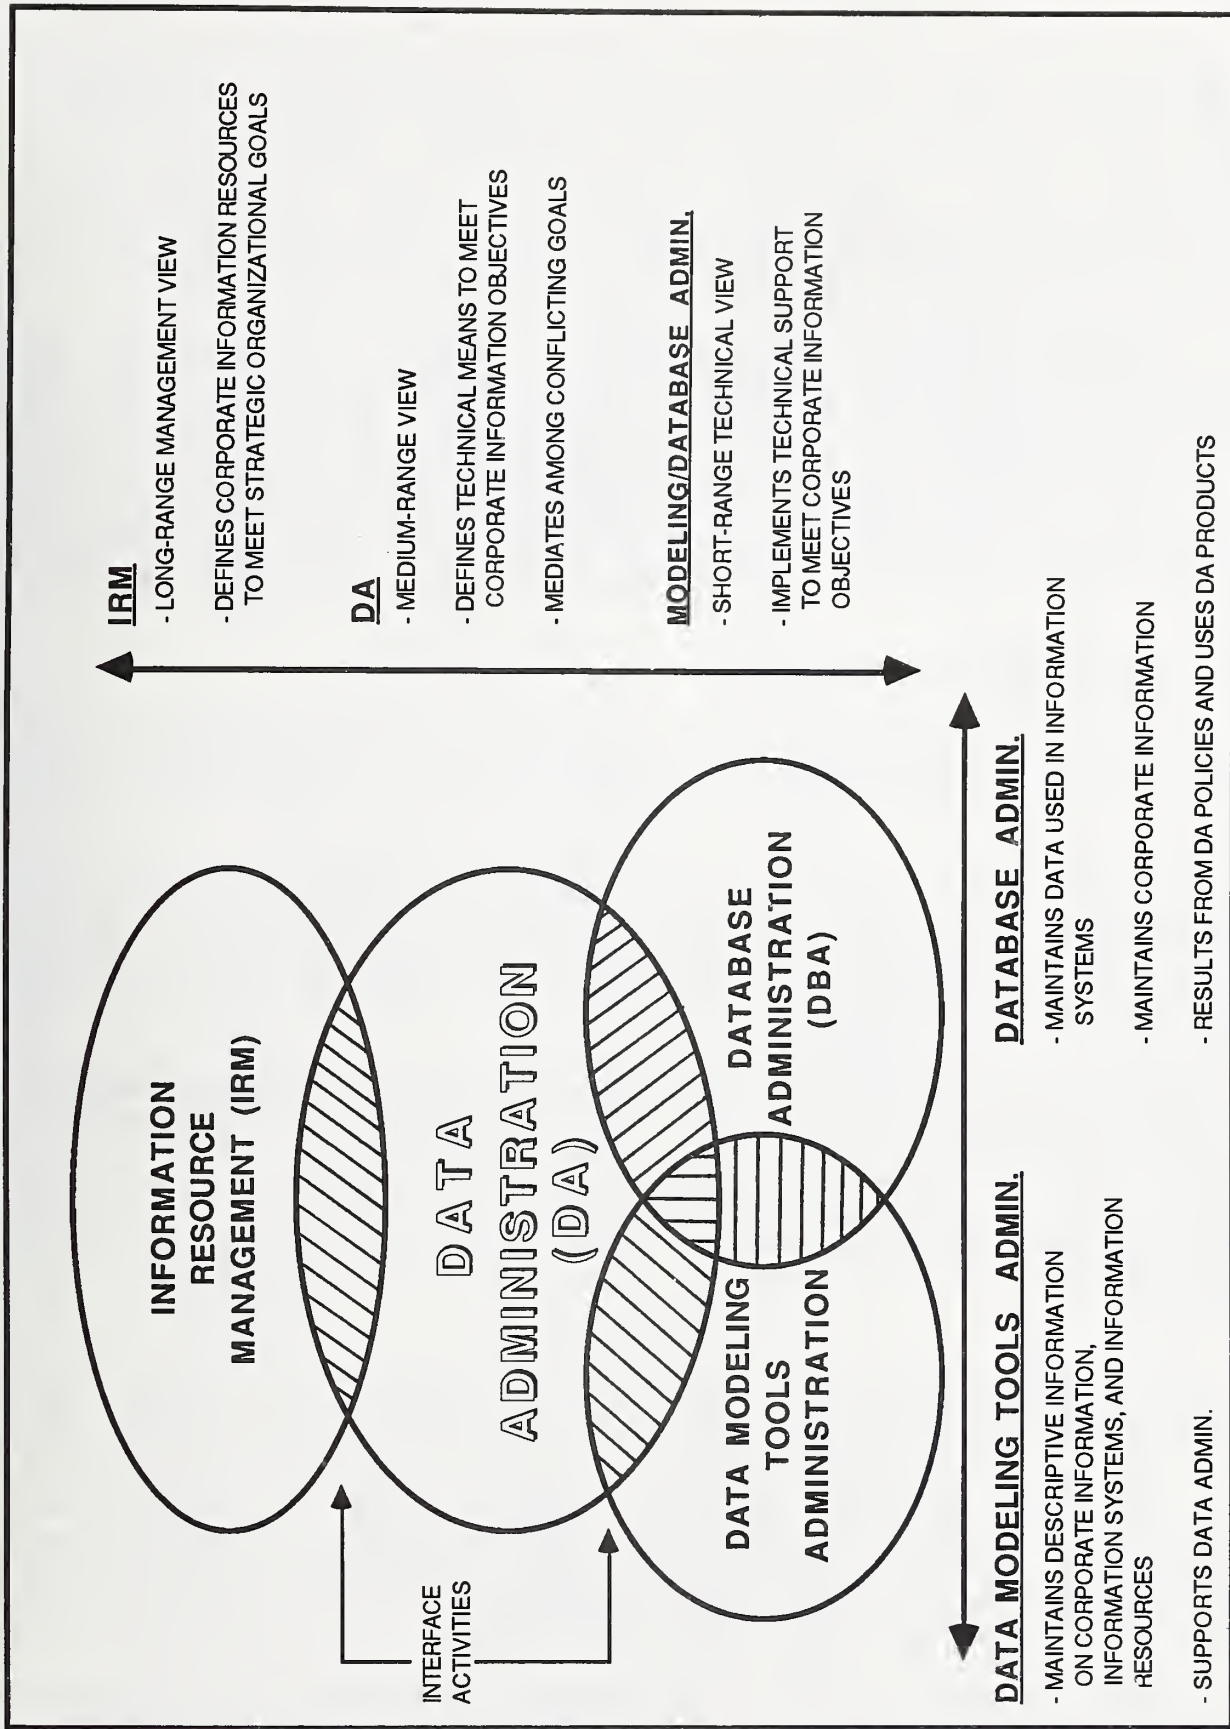 INFORMATION
RESOURCE
MANAGEMENT (IRM)
DATA
ADMINISTRATION
(DA)
DATA MODELING
TOOLS
ADMINISTRATION
DATABASE
ADMINISTRATION
(DBA)
INTERFACE
ACTIVITIES
IRM
- LONG-RANGE MANAGEMENT VIEW
- DEFINES CORPORATE INFORMATION RESOURCES
TO MEET STRATEGIC ORGANIZATIONAL GOALS
DA
- MEDIUM-RANGE VIEW
- DEFINES TECHNICAL MEANS TO MEET
CORPORATE INFORMATION OBJECTIVES
- MEDIATES AMONG CONFLICTING GOALS
MODELING/DATABASE ADMIN.
- SHORT-RANGE TECHNICAL VIEW
- IMPLEMENTS TECHNICAL SUPPORT
TO MEET CORPORATE INFORMATION
OBJECTIVES
DATA MODELING TOOLS ADMIN.
- MAINTAINS DESCRIPTIVE INFORMATION
ON CORPORATE INFORMATION,
INFORMATION SYSTEMS, AND INFORMATION
RESOURCES
- SUPPORTS DATA ADMIN.
DATABASE ADMIN.
- MAINTAINS DATA USED IN INFORMATION
SYSTEMS
- MAINTAINS CORPORATE INFORMATION
- RESULTS FROM DA POLICIES AND USES DA PRODUCTS